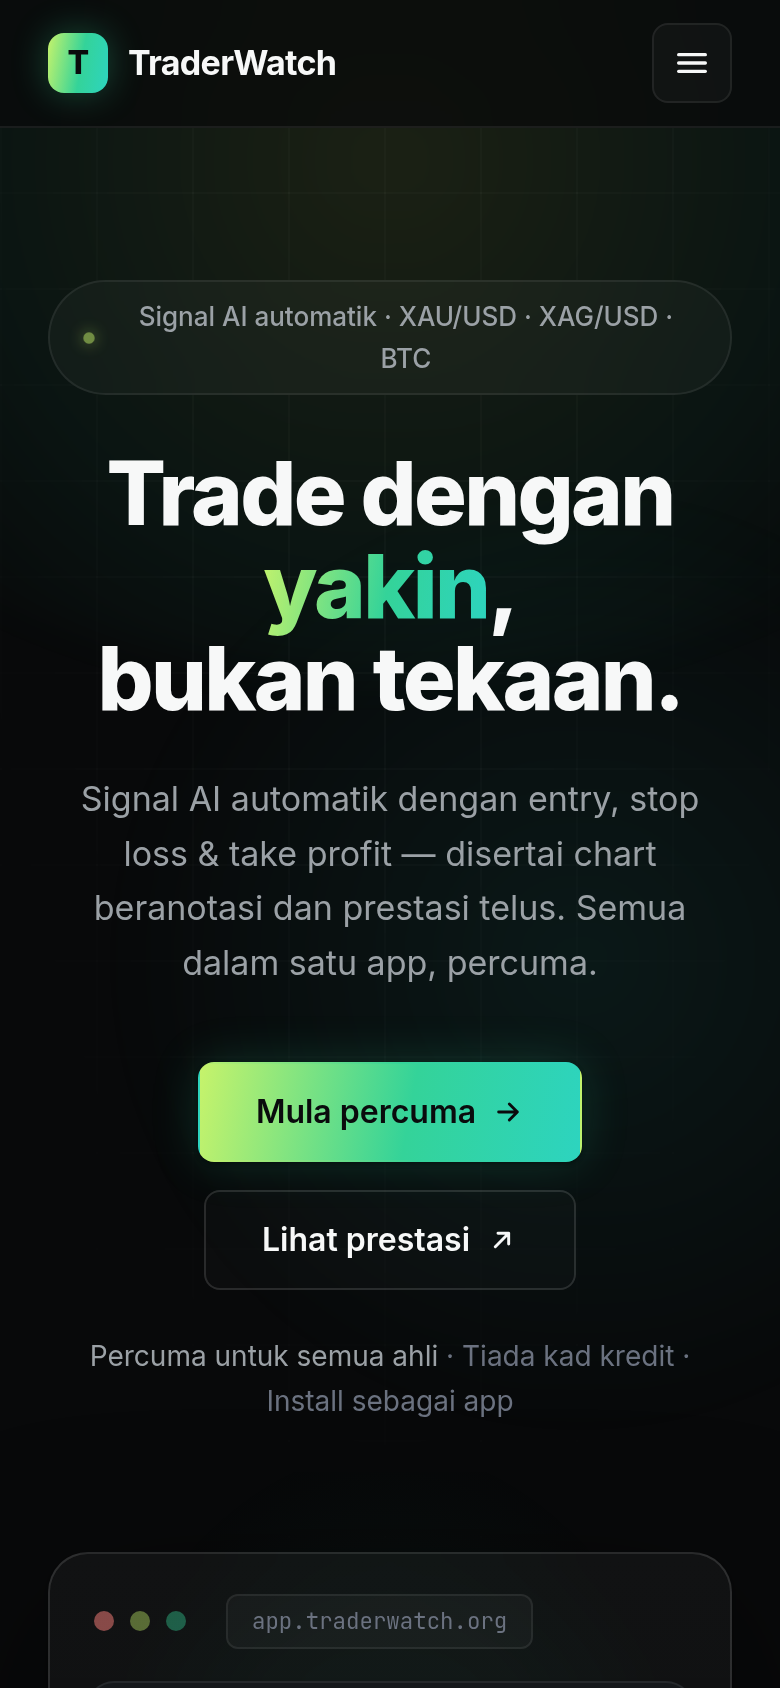 T TraderWatch
Signal AI automatik · XAU/USD · XAG/USD ·
BTC
Trade dengan
yakin,
bukan tekaan.
Signal AI automatik dengan entry, stop
loss & take profit — disertai chart
beranotasi dan prestasi telus. Semua
dalam satu app, percuma.
Mula percuma →
Lihat prestasi ↗
Percuma untuk semua ahli · Tiada kad kredit ·
Install sebagai app
app.traderwatch.org